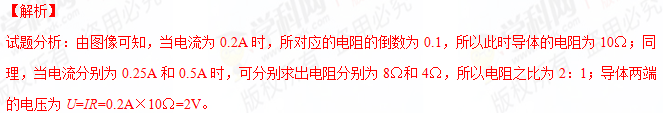 【解析】
试题分析：由图像可知，当电流为 0.2A 时，所对应的电阻的倒数为 0.1，所以此时导体的电阻为 10Ω；同
理，当电流分别为 0.25A 和 0.5A 时，可分别求出电阻分别为 8Ω和 4Ω，所以电阻之比为 2：1；导体两端
的电压为 U=IR=0.2A×10Ω=2V。